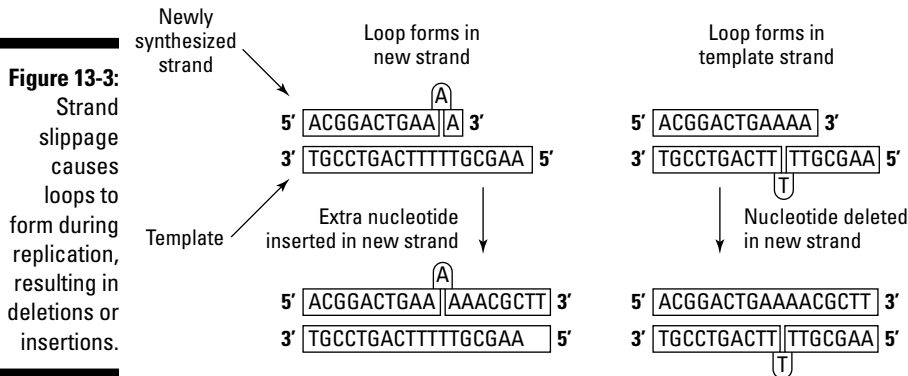 Figure 13-3:
Strand
slippage
causes
loops to
form during
replication,
resulting in
deletions or
insertions.
Newly
synthesized
strand
Template
Loop forms in
new strand
A
5′ ACGGACTGAA A 3′
3′ TGCCTGACTTTTTGCGAA 5′
Extra nucleotide
inserted in new strand
A
5′ ACGGACTGAA AAACGCTT 3′
3′ TGCCTGACTTTTTGCGAA 5′
Loop forms in
template strand
5′ ACGGACTGAAAA 3′
3′ TGCCTGACTT TTGCGAA 5′
T
Nucleotide deleted
in new strand
5′ ACGGACTGAAAACGCTT 3′
3′ TGCCTGACTT TTGCGAA 5′
T